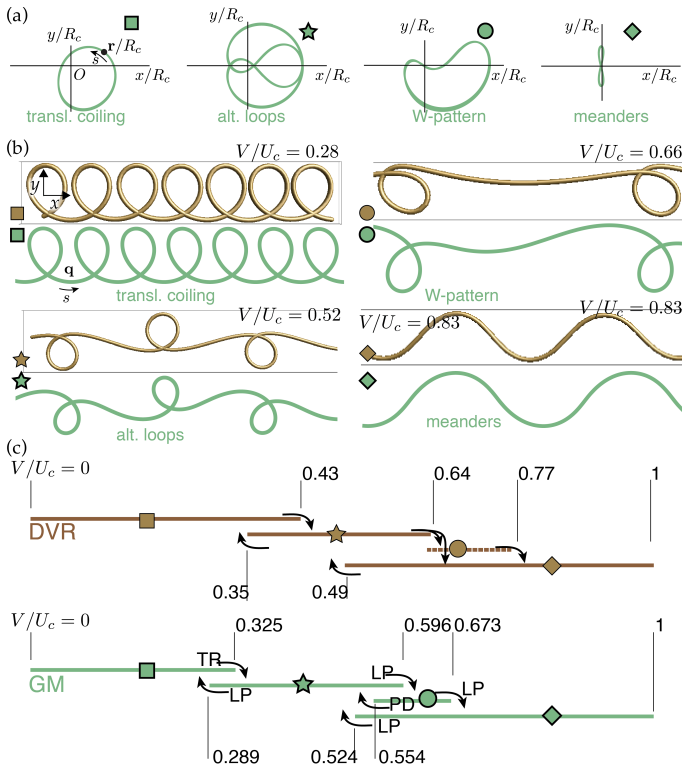 (a)
y/R_c y/R_c y/R_c y/R_c
r/R_c
s
O x/R_c x/R_c x/R_c x/R_c
transl. coiling alt. loops W-pattern meanders
(b)
V/U_c = 0.28 V/U_c = 0.66
y
x
q
s
transl. coiling W-pattern
V/U_c = 0.52 V/U_c = 0.83
V/U_c = 0.83
alt. loops meanders
(c)
V/U_c = 0 0.43 0.64 0.77 1
DVR
0.35 0.49
V/U_c = 0 0.325 0.596 0.673 1
TR LP
GM LP PD LP
LP
0.289 0.524 0.554